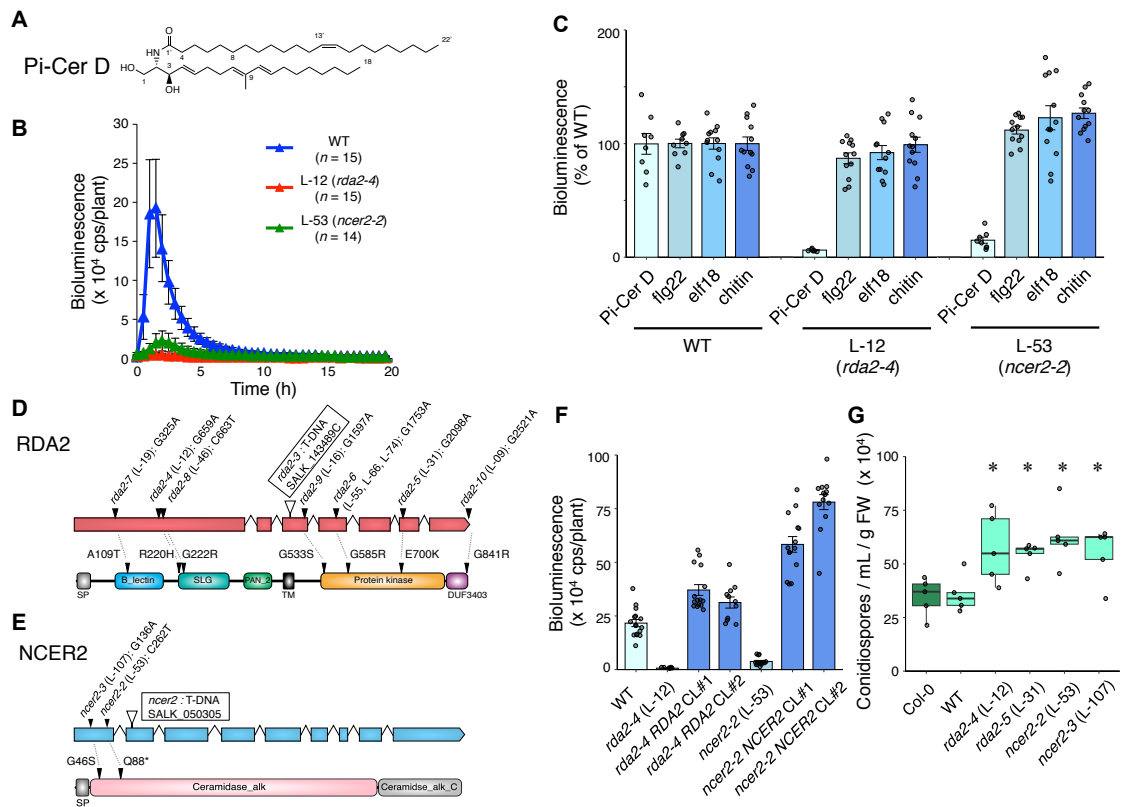 A
Pi-Cer D
O
1'
4
8
13'
22'
NH
HO
1
3
OH
9
18
B
Bioluminescence
(x 10⁴ cps/plant)
30
25
20
15
10
5
0
0
5
10
15
20
Time (h)
WT
(n = 15)
L-12 (rda2-4)
(n = 15)
L-53 (ncer2-2)
(n = 14)
C
Bioluminescence
(% of WT)
200
100
0
Pi-Cer D
flg22
elf18
chitin
Pi-Cer D
flg22
elf18
chitin
Pi-Cer D
flg22
elf18
chitin
WT
L-12
(rda2-4)
L-53
(ncer2-2)
D
RDA2
rda2-7 (L-19): G325A
rda2-4 (L-12): G659A
rda2-8 (L-46): C663T
rda2-3 : T-DNA
SALK_143489C
rda2-9 (L-16): G1597A
rda2-6
(L-55, L-66, L-74): G1753A
rda2-5 (L-31): G2098A
rda2-10 (L-09): G2521A
A109T
R220H
G222R
G533S
G585R
E700K
G841R
SP
B_lectin
SLG
PAN_2
TM
Protein kinase
DUF3403
E
NCER2
ncer2-3 (L-107): G136A
ncer2-2 (L-53): C262T
ncer2 : T-DNA
SALK_050305
G46S
Q88*
SP
Ceramidase_alk
Ceramidse_alk_C
F
Bioluminescence
(x 10⁴ cps/plant)
100
75
50
25
0
WT
rda2-4 (L-12)
rda2-4 RDA2 CL#1
rda2-4 RDA2 CL#2
ncer2-2 (L-53)
ncer2-2 NCER2 CL#1
ncer2-2 NCER2 CL#2
G
Conidiospores / mL / g FW (x 10⁴)
100
75
50
25
0
* * * *
Col-0
WT
rda2-4 (L-12)
rda2-5 (L-31)
ncer2-2 (L-53)
ncer2-3 (L-107)